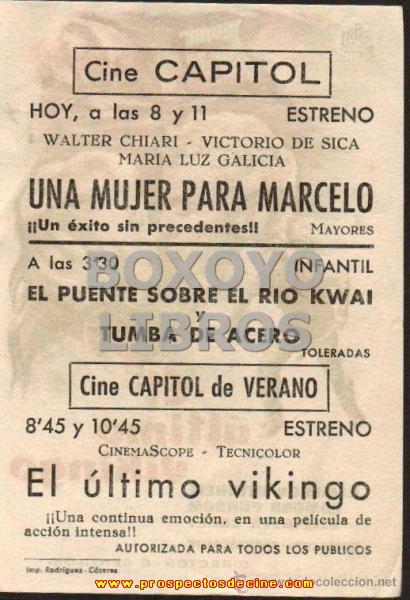 Cine CAPITOL
HOY, a las 8 y 11 ESTRENO
WALTER CHIARI - VICTORIO DE SICA
MARIA LUZ GALICIA
UNA MUJER PARA MARCELO
¡¡Un éxito sin precedentes!! MAYORES
A las 3'30 INFANTIL
BOXOYO
EL PUENTE SOBRE EL RIO KWAI
y
LIBROS
TUMBA DE ACERO
TOLERADAS
Cine CAPITOL de VERANO
8'45 y 10'45 ESTRENO
CINEMASCOPE - TECNICOLOR
El último vikingo
¡¡Una continua emoción, en una película de
acción intensa!!
AUTORIZADA PARA TODOS LOS PUBLICOS
Imp. Rodríguez - Cáceres
www.prospectosdecine.com
todocoleccion.net